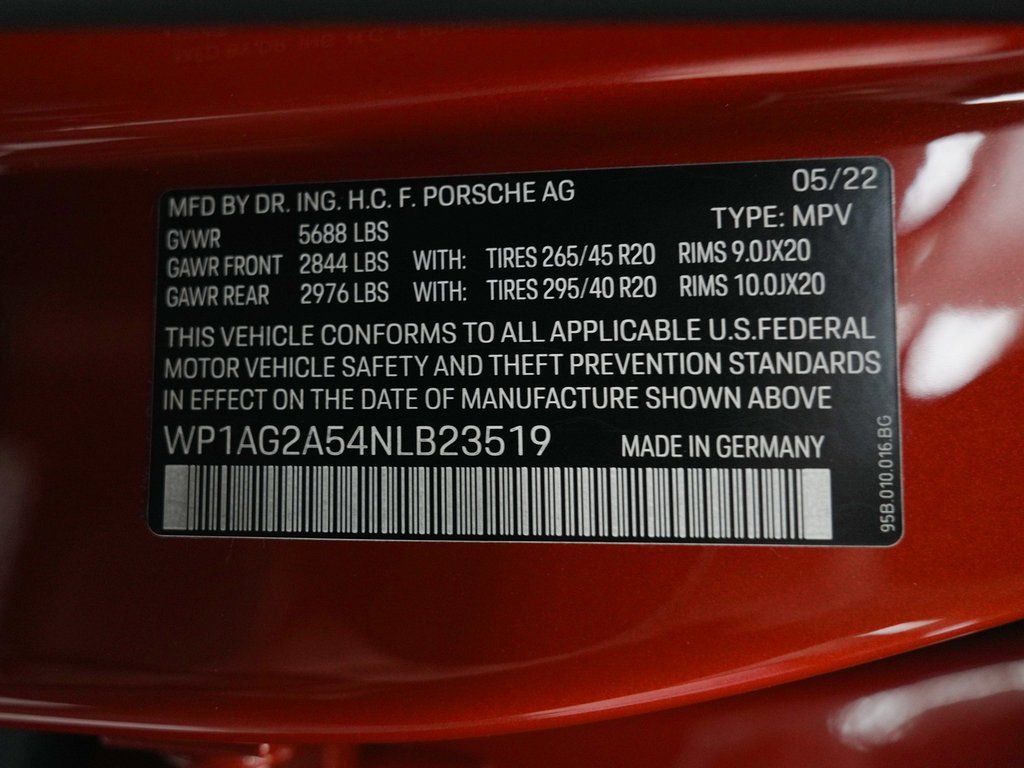 MFD BY DR. ING. H.C. F. PORSCHE AG 05/22
GVWR 5688 LBS TYPE: MPV
GAWR FRONT 2844 LBS WITH: TIRES 265/45 R20 RIMS 9.0JX20
GAWR REAR 2976 LBS WITH: TIRES 295/40 R20 RIMS 10.0JX20
THIS VEHICLE CONFORMS TO ALL APPLICABLE U.S.FEDERAL
MOTOR VEHICLE SAFETY AND THEFT PREVENTION STANDARDS
IN EFFECT ON THE DATE OF MANUFACTURE SHOWN ABOVE
WP1AG2A54NLB23519 MADE IN GERMANY
95B.010.016.BG